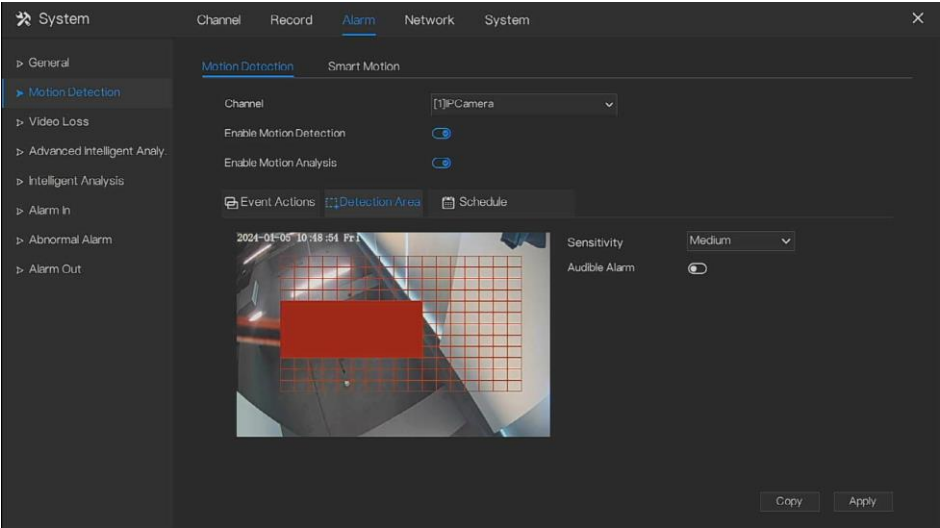 System
Channel Record Alarm Network System
General
Motion Detection
Video Loss
Advanced Intelligent Analy.
Intelligent Analysis
Alarm In
Abnormal Alarm
Alarm Out
Motion Detection Smart Motion
Channel [1]IPCamera
Enable Motion Detection
Enable Motion Analysis
Event Actions Detection Area Schedule
2024-01-05 10:48:54 Fri
Sensitivity Medium
Audible Alarm
Copy Apply